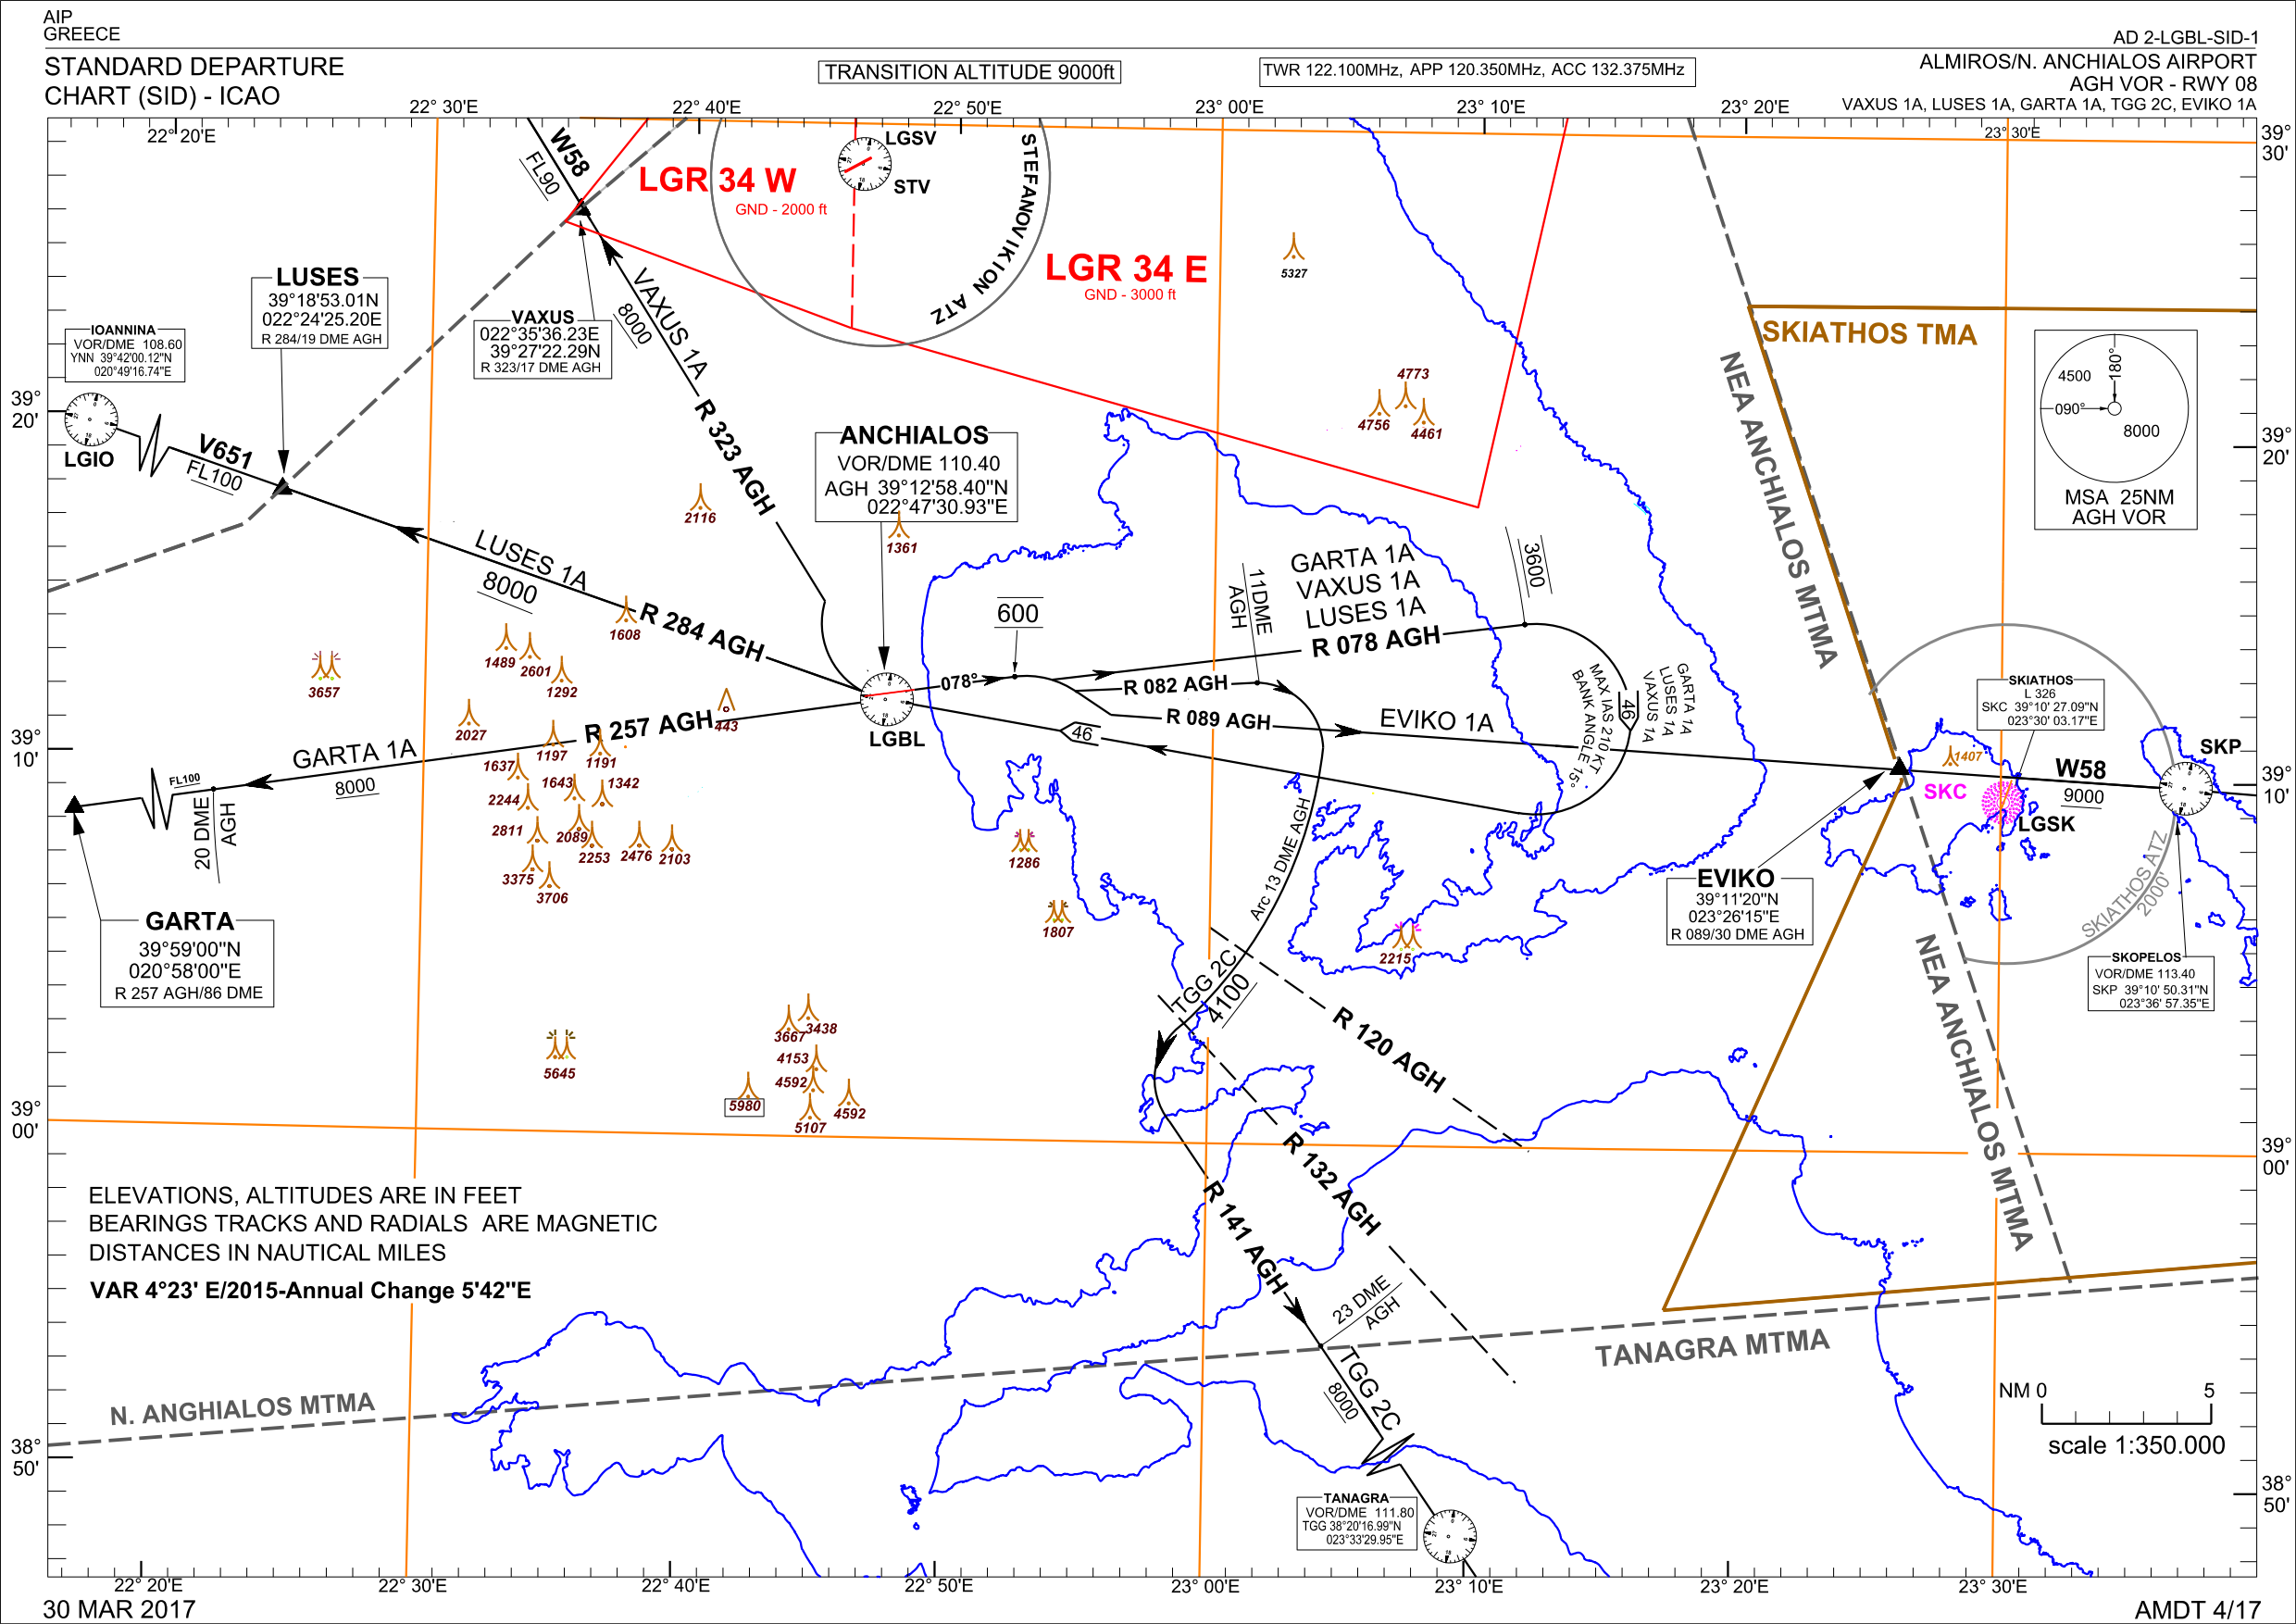 AIP
GREECE
AD 2-LGBL-SID-1
STANDARD DEPARTURE
CHART (SID) - ICAO
TRANSITION ALTITUDE 9000ft
TWR 122.100MHz, APP 120.350MHz, ACC 132.375MHz
ALMIROS/N. ANCHIALOS AIRPORT
AGH VOR - RWY 08
VAXUS 1A, LUSES 1A, GARTA 1A, TGG 2C, EVIKO 1A
22° 20'E
22° 30'E
22° 40'E
22° 50'E
23° 00'E
23° 10'E
23° 20'E
23° 30'E
39°
30'
W58
FL90
LGR 34 W
GND - 2000 ft
LGSV
STV
STEFANOVIKION ATZ
LGR 34 E
GND - 3000 ft
5327
LUSES
39°18'53.01N
022°24'25.20E
R 284/19 DME AGH
VAXUS
022°35'36.23E
39°27'22.29N
R 323/17 DME AGH
VAXUS 1A
8000
R 323 AGH
IOANNINA
VOR/DME 108.60
YNN 39°42'00.12"N
020°49'16.74"E
LGIO
39°
20'
V651
FL100
SKIATHOS TMA
NEA ANCHIALOS MTMA
180°
4500
090°
8000
MSA 25NM
AGH VOR
4773
4756
4461
39°
20'
ANCHIALOS
VOR/DME 110.40
AGH 39°12'58.40"N
022°47'30.93"E
2116
1361
LUSES 1A
8000
R 284 AGH
1608
1489
2601
1292
3657
600
11DME
AGH
GARTA 1A
VAXUS 1A
LUSES 1A
R 078 AGH
3600
078°
R 082 AGH
R 089 AGH
EVIKO 1A
MAX IAS 210 KT
BANK ANGLE 15°
46
VAXUS 1A
LUSES 1A
GARTA 1A
46
LGBL
443
R 257 AGH
GARTA 1A
8000
FL100
20 DME
AGH
2027
1197
1191
1637
1643
1342
2244
2811
2089
2253
2476
2103
3375
3706
39°
10'
GARTA
39°59'00"N
020°58'00"E
R 257 AGH/86 DME
1286
1807
2215
Arc 13 DME AGH
TGG 2C
4100
SKIATHOS
L 326
SKC 39°10' 27.09"N
023°30' 03.17"E
SKP
1407
W58
9000
SKC
LGSK
39°
10'
SKIATHOS ATZ
2000'
EVIKO
39°11'20"N
023°26'15"E
R 089/30 DME AGH
SKOPELOS
VOR/DME 113.40
SKP 39°10' 50.31"N
023°36' 57.35"E
NEA ANCHIALOS MTMA
R 120 AGH
R 132 AGH
R 141 AGH
3667
3438
4153
4592
5645
5980
4592
5107
39°
00'
39°
00'
ELEVATIONS, ALTITUDES ARE IN FEET
BEARINGS TRACKS AND RADIALS ARE MAGNETIC
DISTANCES IN NAUTICAL MILES
VAR 4°23' E/2015-Annual Change 5'42"E
23 DME
AGH
TGG 2C
8000
TANAGRA MTMA
N. ANGHIALOS MTMA
NM 0
5
scale 1:350.000
38°
50'
38°
50'
TANAGRA
VOR/DME 111.80
TGG 38°20'16.99"N
023°33'29.95"E
22° 20'E
22° 30'E
22° 40'E
22° 50'E
23° 00'E
23° 10'E
23° 20'E
23° 30'E
30 MAR 2017
AMDT 4/17